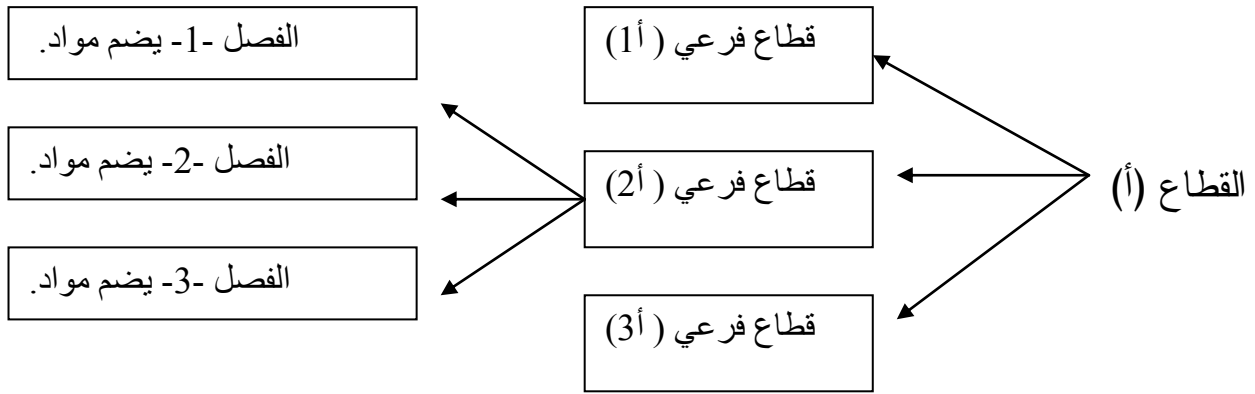 القطاع (أ)
قطاع فرعي ( أ1)
قطاع فرعي ( أ2)
قطاع فرعي ( أ3)
الفصل -1- يضم مواد.
الفصل -2- يضم مواد.
الفصل -3- يضم مواد.